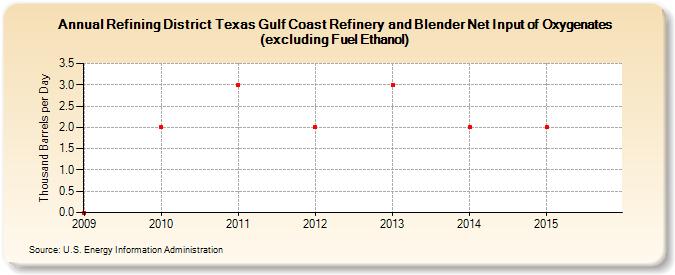 Annual Refining District Texas Gulf Coast Refinery and Blender Net Input of Oxygenates
(excluding Fuel Ethanol)
Thousand Barrels per Day
3.5
3.0
2.5
2.0
1.5
1.0
0.5
0.0
2009 2010 2011 2012 2013 2014 2015
Source: U.S. Energy Information Administration